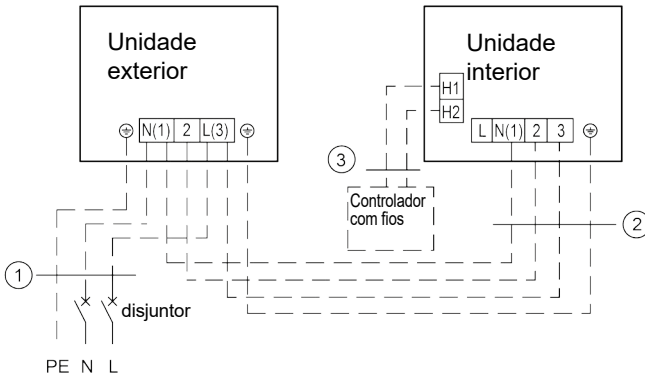 Unidade
exterior
N(1) 2 L(3)
Unidade
interior
H1
H2
L N(1) 2 3
3
Controlador
com fios
2
1
disjuntor
PE N L